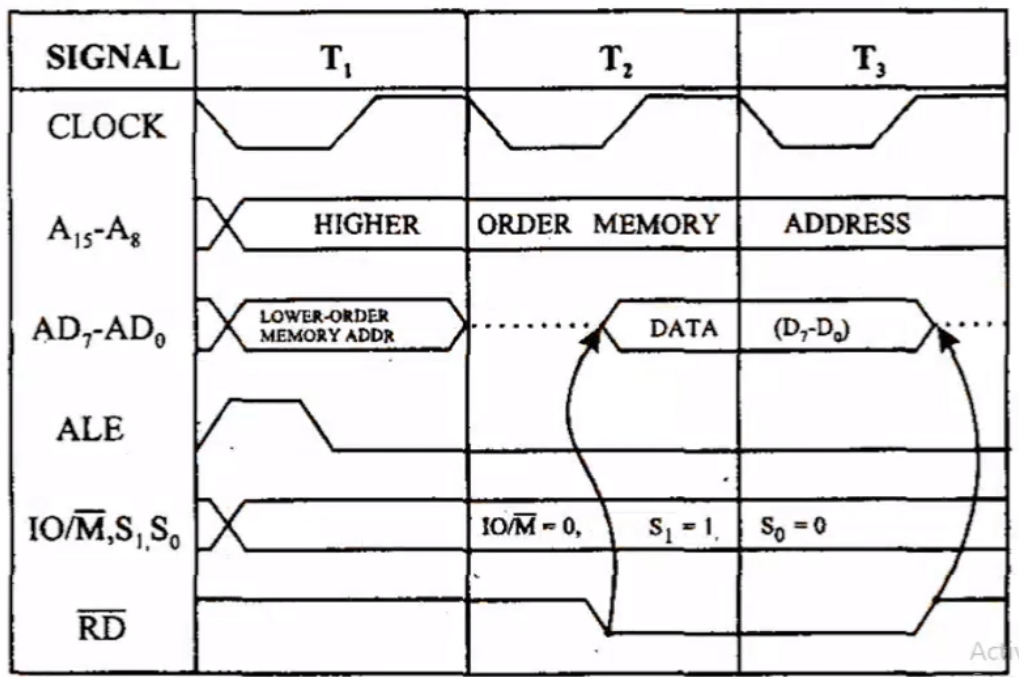 SIGNAL T₁ T₂ T₃
CLOCK
A₁₅-A₈ HIGHER ORDER MEMORY ADDRESS
AD₇-AD₀ LOWER-ORDER MEMORY ADDR DATA (D₇-D₀)
ALE
IO/M̅,S₁,S₀ IO/M̅ = 0, S₁ = 1, S₀ = 0
R̅D̅